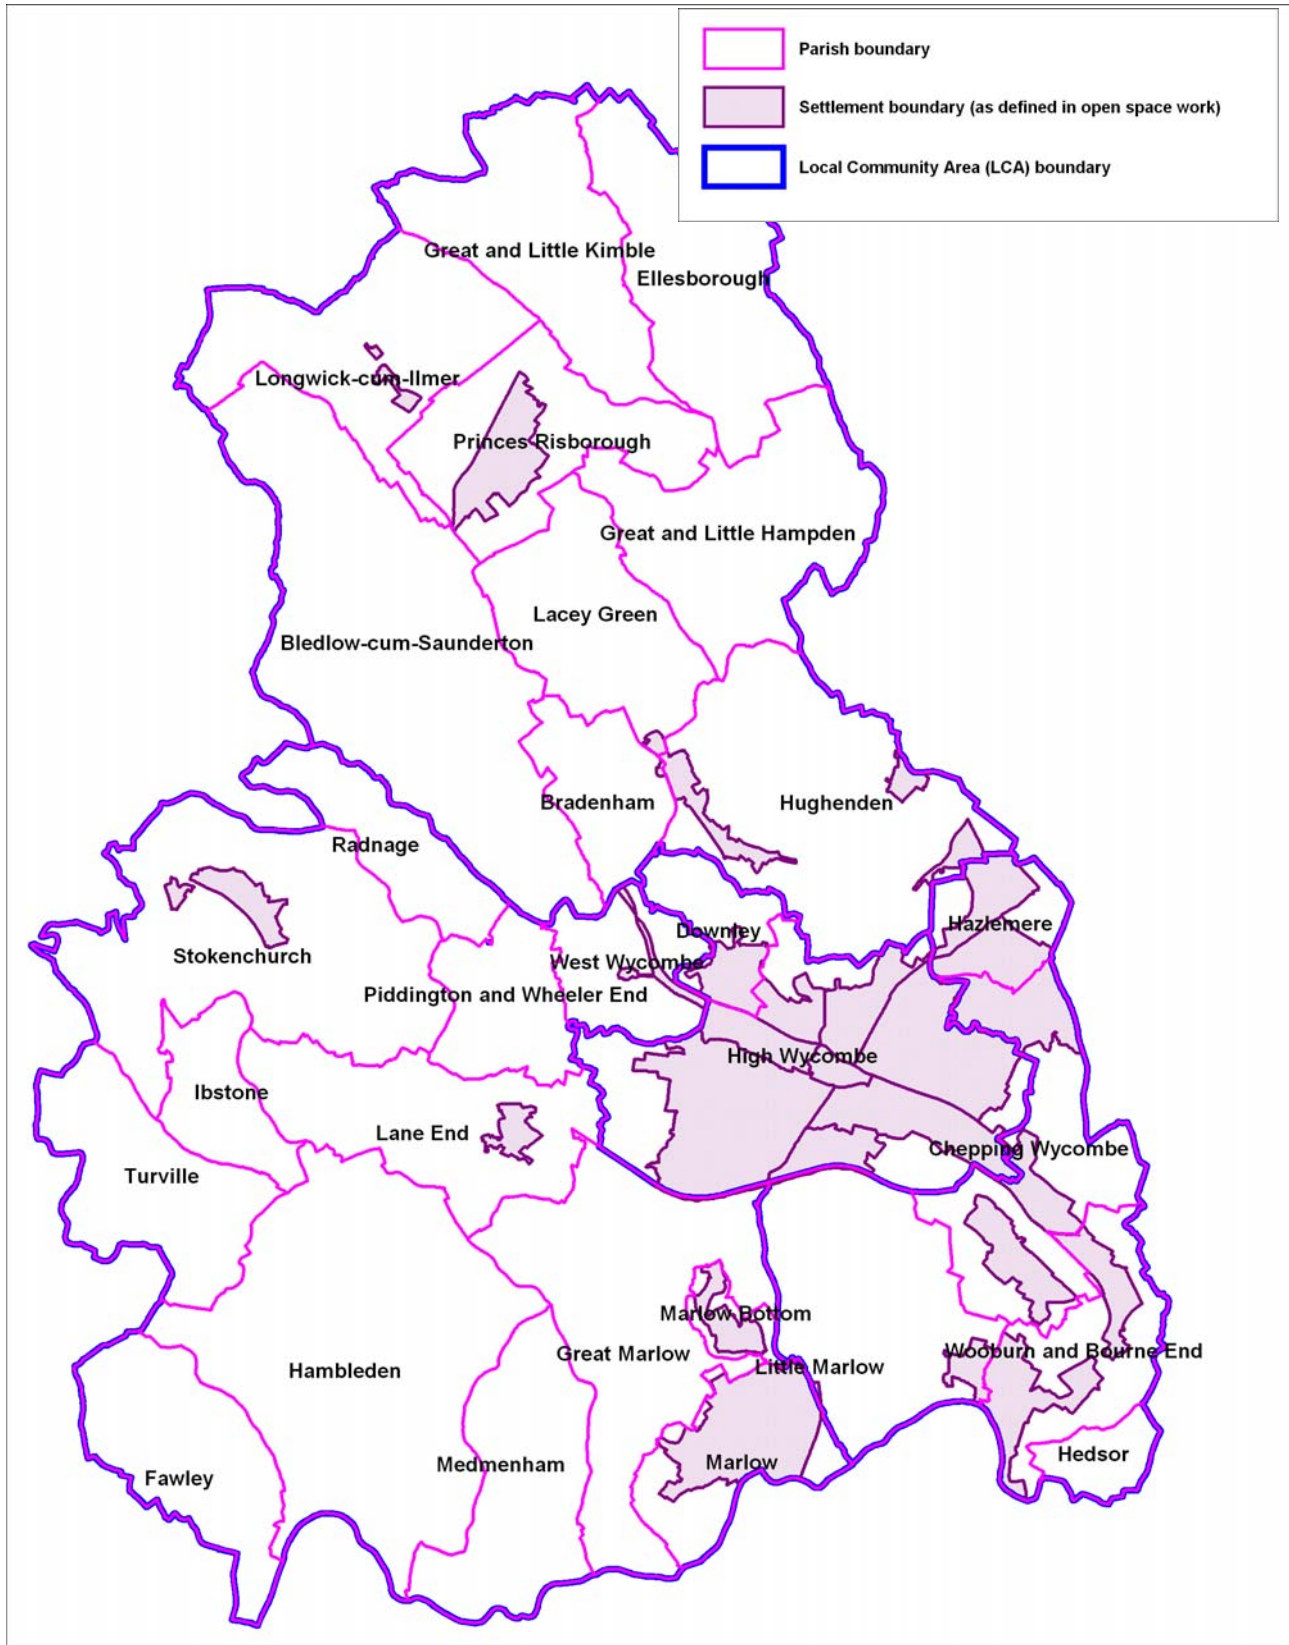 Parish boundary
Settlement boundary (as defined in open space work)
Local Community Area (LCA) boundary
Great and Little Kimble
Ellesborough
Longwick-cum-Ilmer
Princes Risborough
Great and Little Hampden
Lacey Green
Bledlow-cum-Saunderton
Bradenham
Hughenden
Radnage
Hazlemere
Downley
Stokenchurch
West Wycombe
Piddington and Wheeler End
High Wycombe
Ibstone
Lane End
Chepping Wycombe
Turville
Marlow Bottom
Great Marlow
Wooburn and Bourne End
Little Marlow
Hambleden
Hedsor
Marlow
Medmenham
Fawley